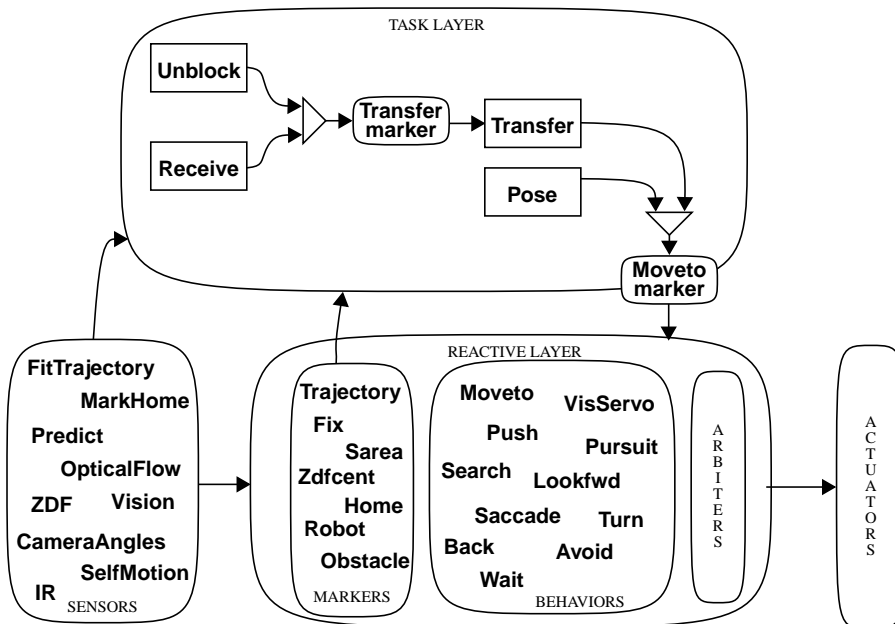 TASK LAYER
Unblock
Receive
Transfer
marker
Transfer
Pose
Moveto
marker
FitTrajectory
MarkHome
Predict
OpticalFlow
ZDF
Vision
CameraAngles
SelfMotion
IR
SENSORS
REACTIVE LAYER
Trajectory
Fix
Sarea
Zdfcent
Home
Robot
Obstacle
MARKERS
Moveto
VisServo
Push
Pursuit
Search
Lookfwd
Saccade
Turn
Back
Avoid
Wait
BEHAVIORS
ARBITERS
ACTUATORS